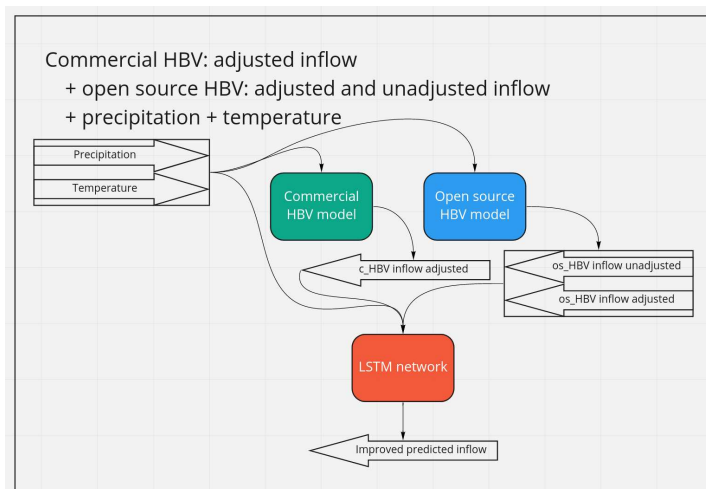 Commercial HBV: adjusted inflow
+ open source HBV: adjusted and unadjusted inflow
+ precipitation + temperature
Precipitation
Temperature
Commercial
HBV model
Open source
HBV model
c_HBV inflow adjusted
os_HBV inflow unadjusted
os_HBV inflow adjusted
LSTM network
Improved predicted inflow